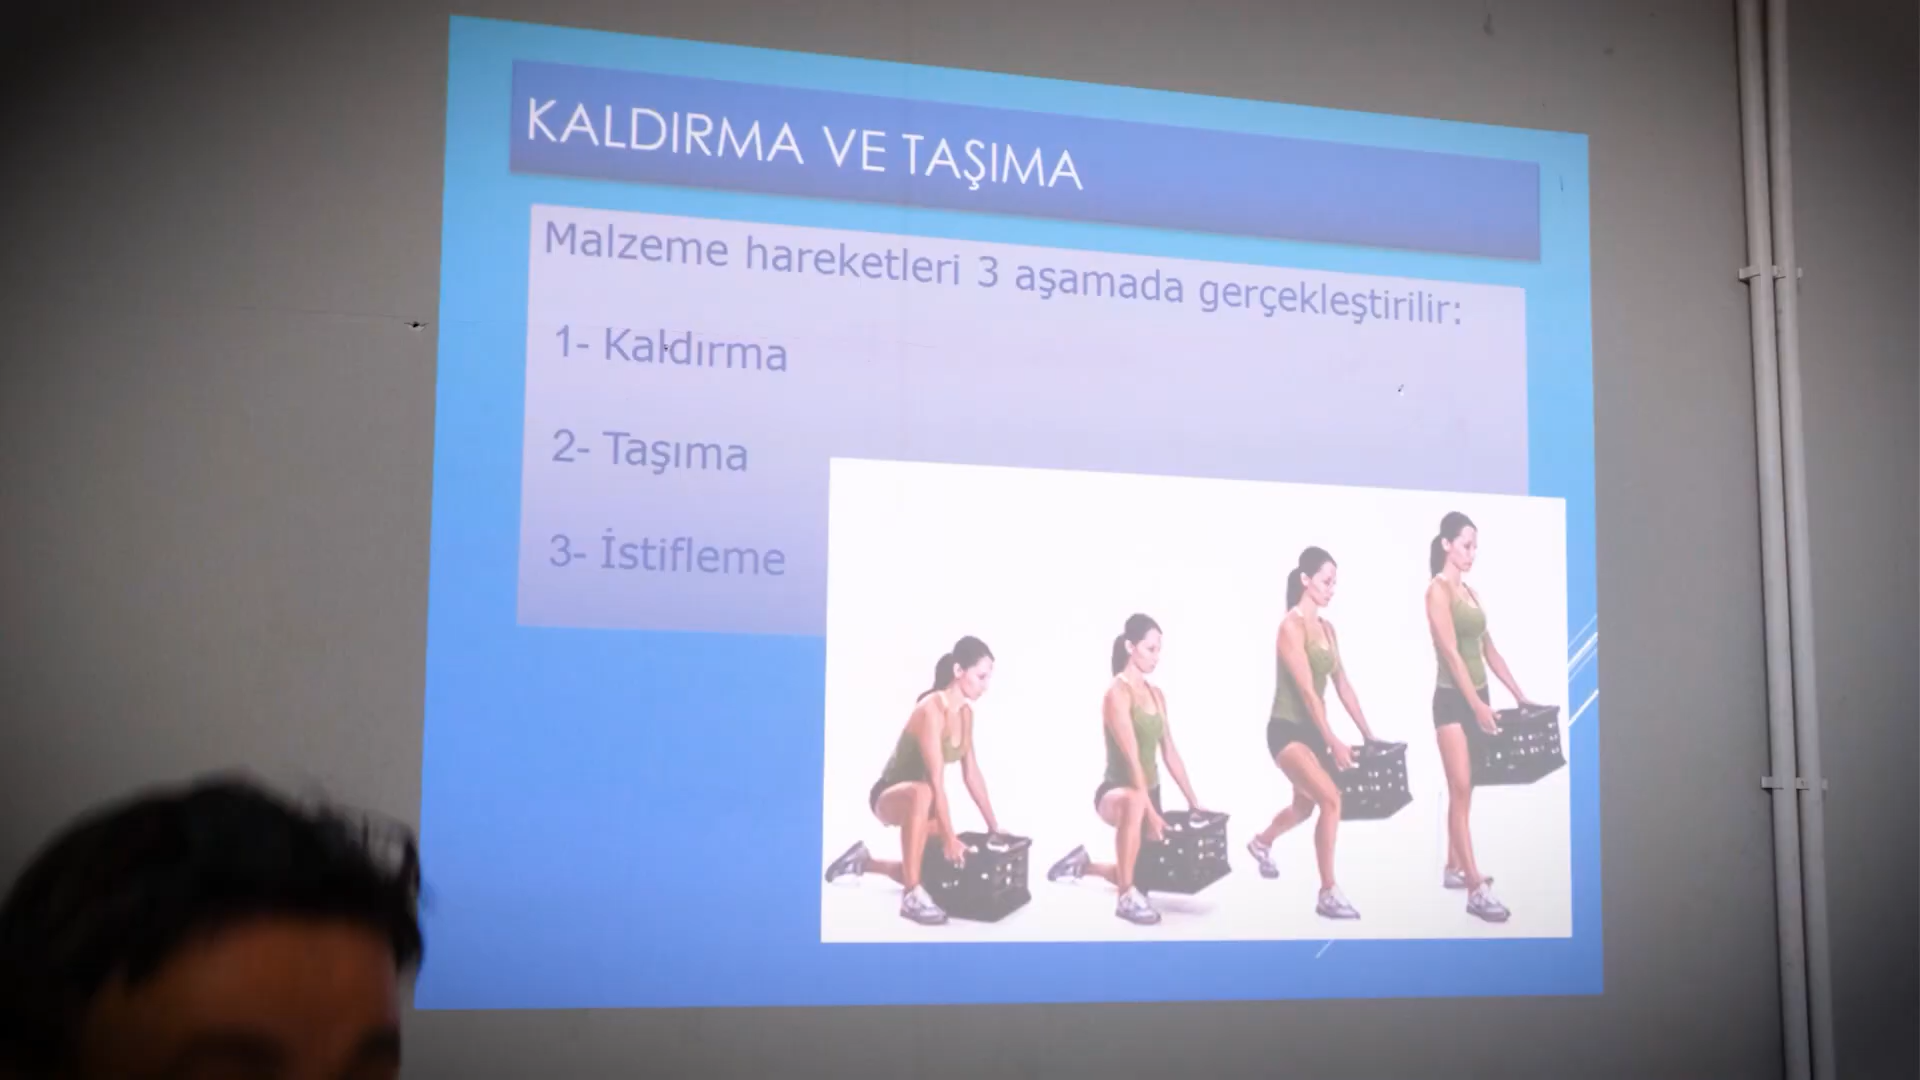 KALDIRMA VE TAŞIMA
Malzeme hareketleri 3 aşamada gerçekleştirilir:
1- Kaldırma
2- Taşıma
3- İstifleme